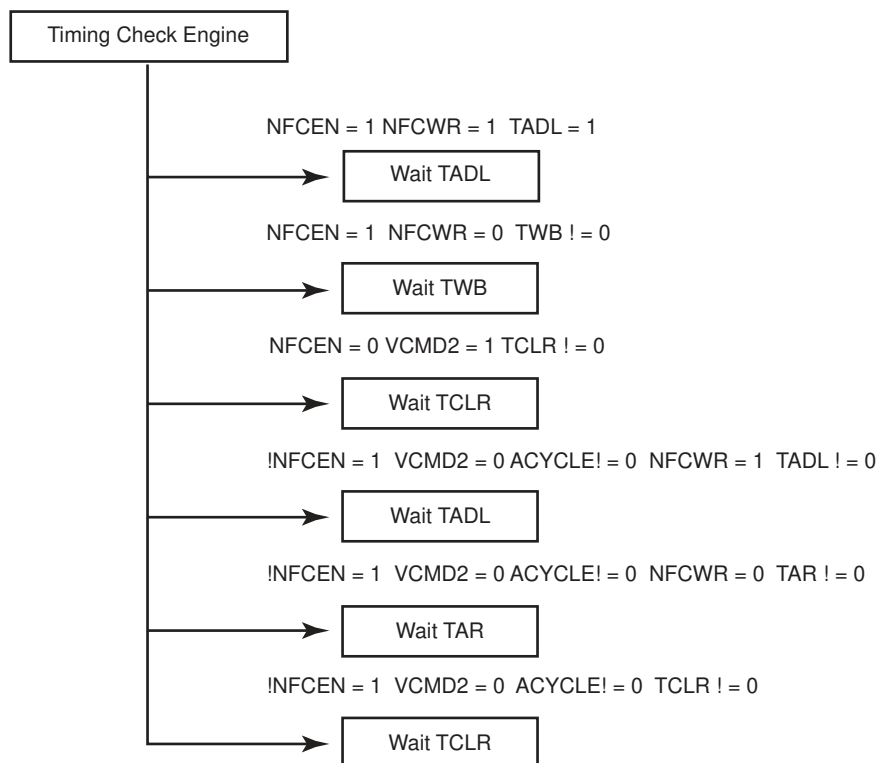 Timing Check Engine
NFCEN = 1 NFCWR = 1 TADL = 1
Wait TADL
NFCEN = 1 NFCWR = 0 TWB ! = 0
Wait TWB
NFCEN = 0 VCMD2 = 1 TCLR ! = 0
Wait TCLR
!NFCEN = 1 VCMD2 = 0 ACYCLE! = 0 NFCWR = 1 TADL ! = 0
Wait TADL
!NFCEN = 1 VCMD2 = 0 ACYCLE! = 0 NFCWR = 0 TAR ! = 0
Wait TAR
!NFCEN = 1 VCMD2 = 0 ACYCLE! = 0 TCLR ! = 0
Wait TCLR